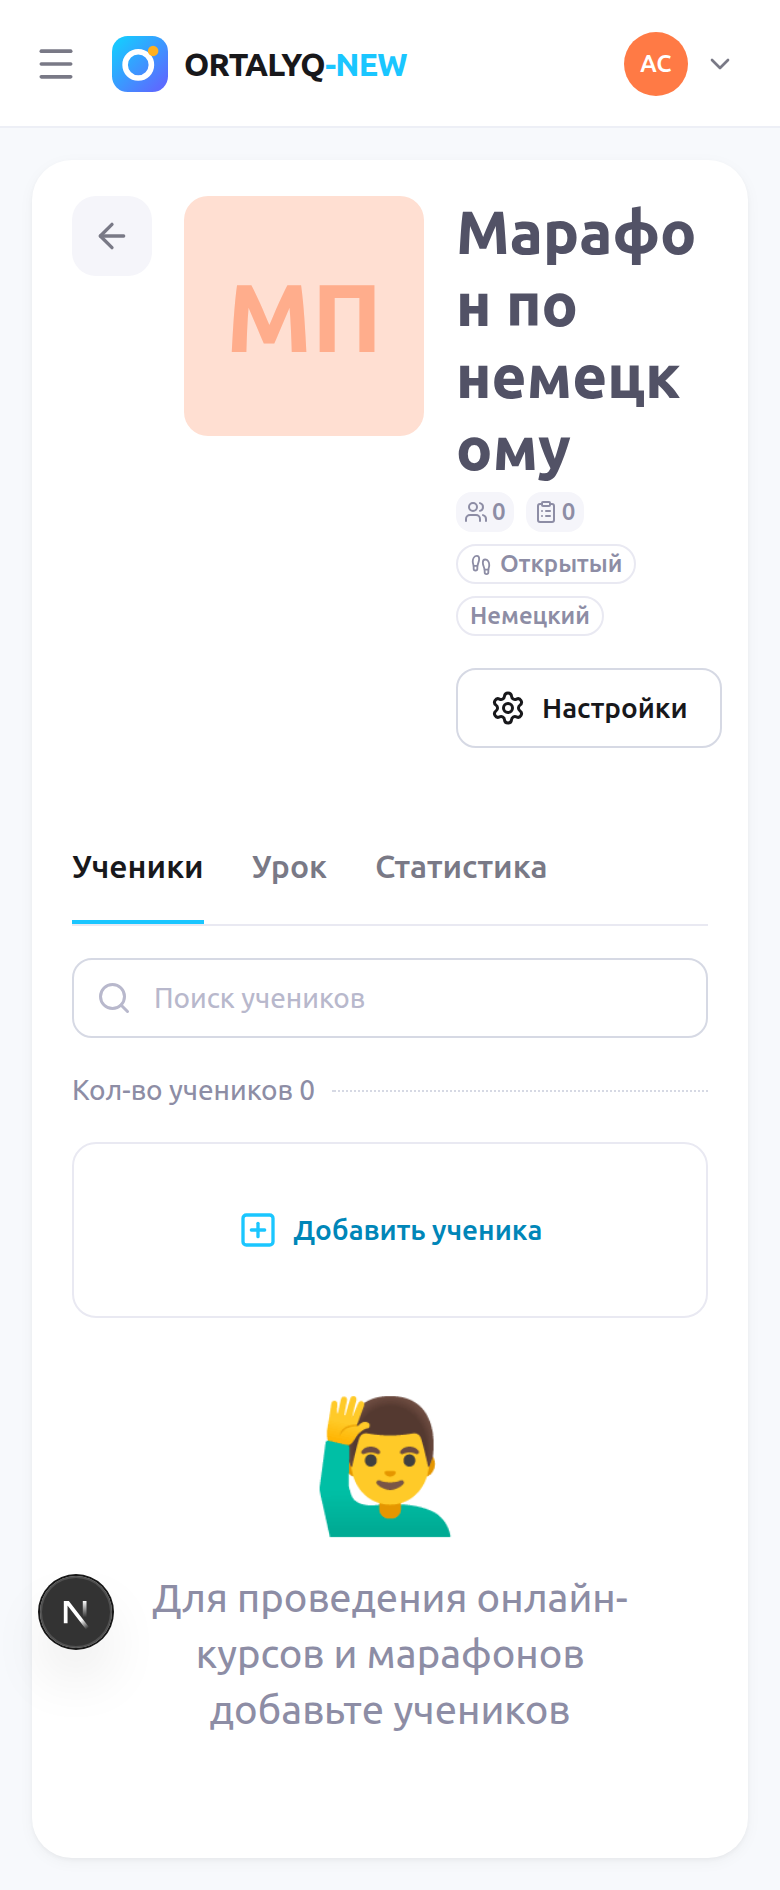 ORTALYQ-NEW
AC
МП
Марафо
н по
немецк
ому
0 0
Открытый
Немецкий
Настройки
Ученики Урок Статистика
Поиск учеников
Кол-во учеников 0
Добавить ученика
N
Для проведения онлайн-
курсов и марафонов
добавьте учеников